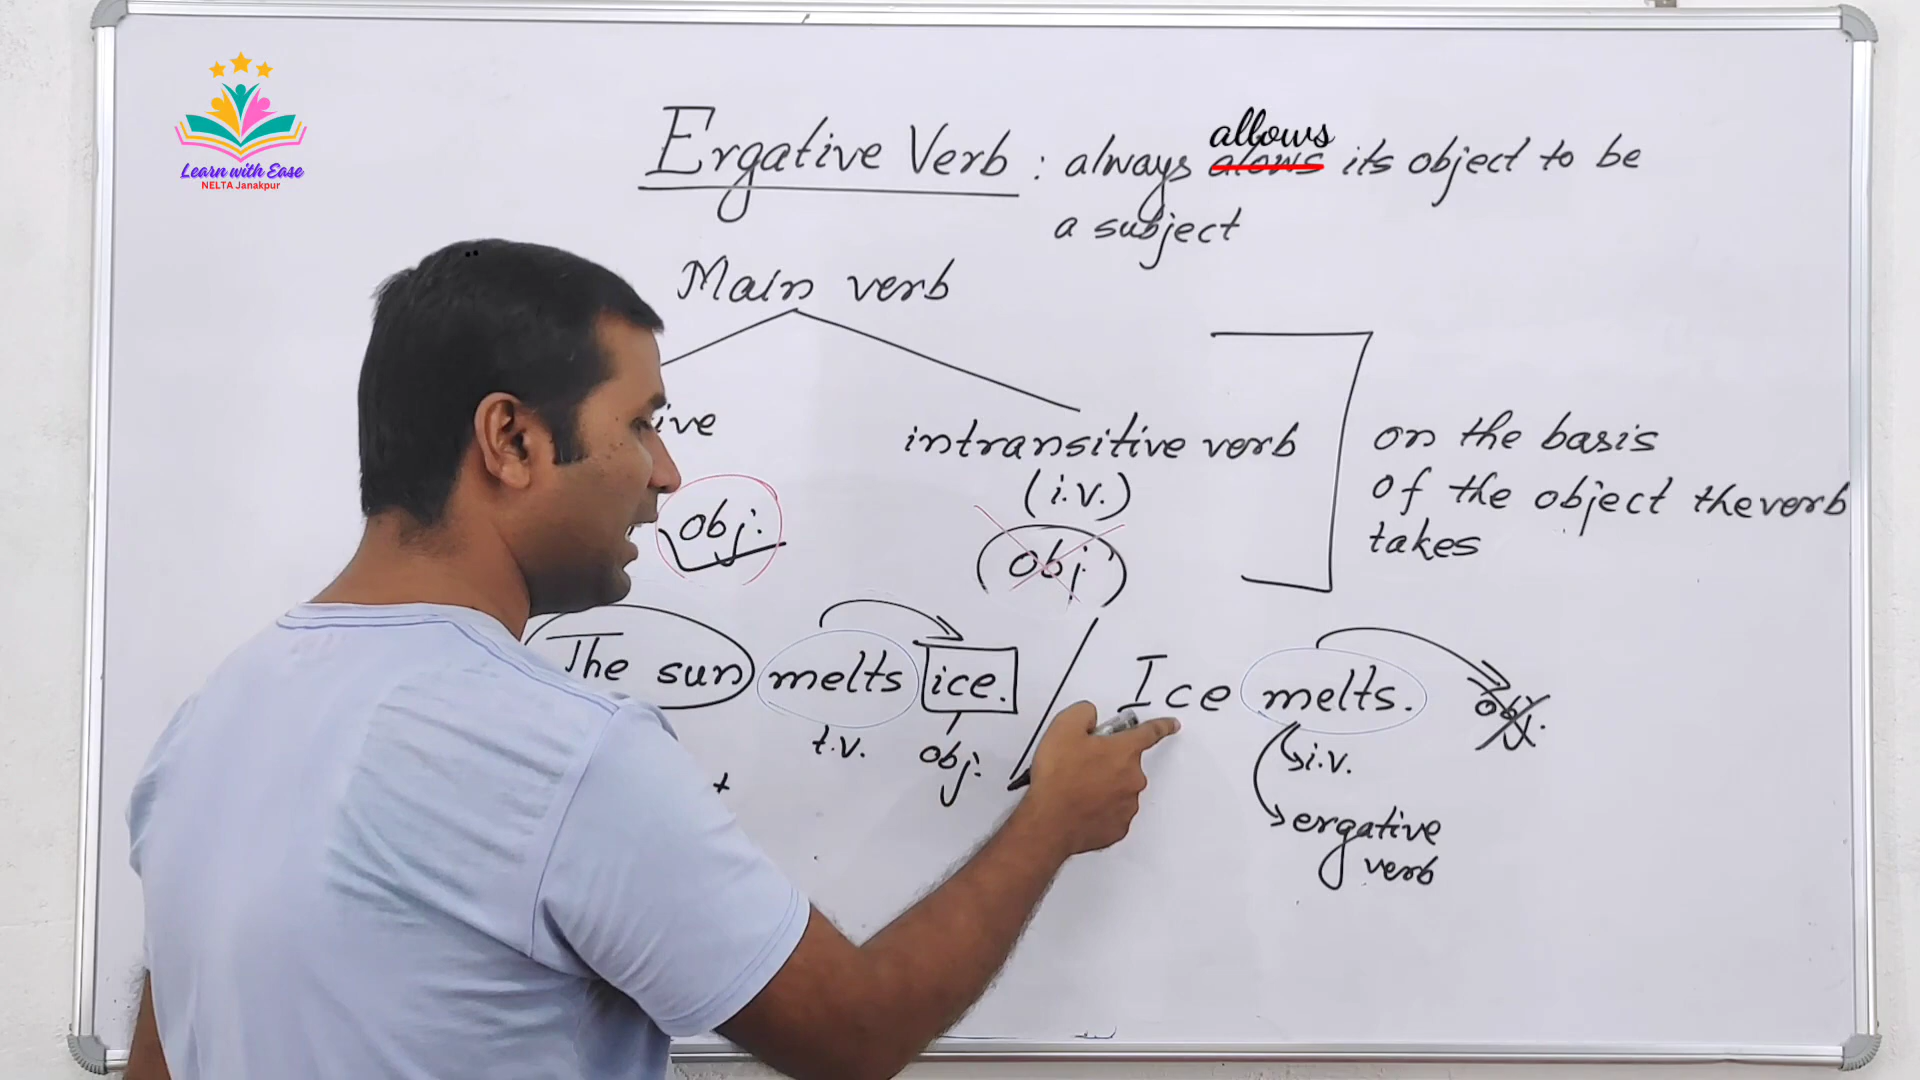 Learn with Ease
NELTA Janakpur
allows
Ergative Verb : always alows its object to be
a subject
Main verb
ive
intransitive verb
(i.v.)
obj.
(obj)
on the basis
of the object the verb
takes
The sun melts ice. / Ice melts. obj.
t.v. obj. i.v.
+
ergative
verb